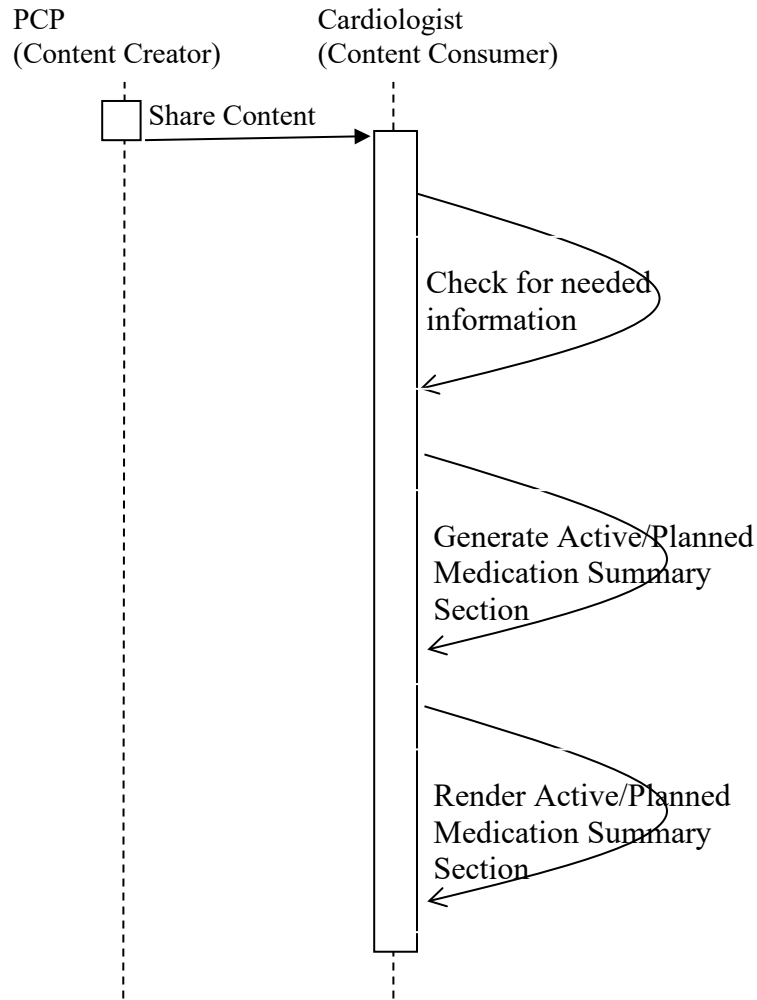 PCP
(Content Creator)
Cardiologist
(Content Consumer)
Share Content
Check for needed
information
Generate Active/Planned
Medication Summary
Section
Render Active/Planned
Medication Summary
Section